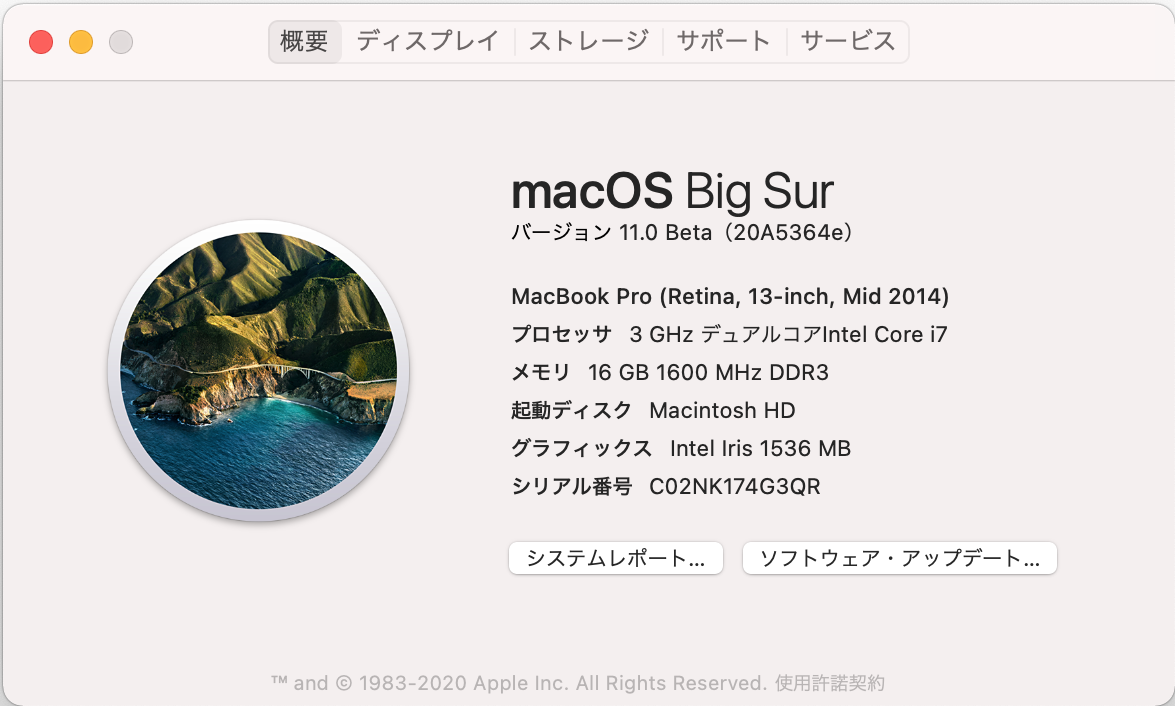 概要 ディスプレイ ストレージ サポート サービス
macOS Big Sur
バージョン 11.0 Beta（20A5364e）
MacBook Pro (Retina, 13-inch, Mid 2014)
プロセッサ 3 GHz デュアルコアIntel Core i7
メモリ 16 GB 1600 MHz DDR3
起動ディスク Macintosh HD
グラフィックス Intel Iris 1536 MB
シリアル番号 C02NK174G3QR
システムレポート... ソフトウェア・アップデート...
™ and © 1983-2020 Apple Inc. All Rights Reserved. 使用許諾契約